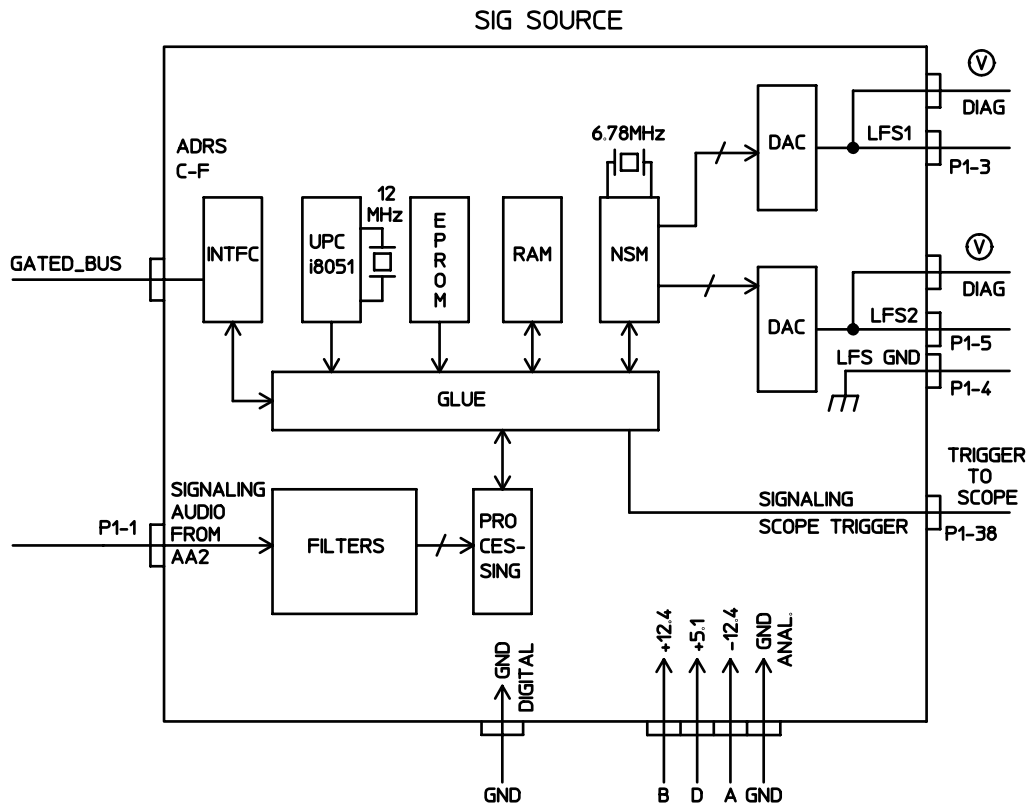 SIG SOURCE
ADRS
C-F
GATED_BUS
INTFC
UPC
i8051
12
MHz
EPROM
RAM
6.78MHz
NSM
DAC
V
DIAG
LFS1
P1-3
DAC
V
DIAG
LFS2
P1-5
LFS GND
P1-4
GLUE
P1-1
SIGNALING
AUDIO
FROM
AA2
FILTERS
PRO
CES-
SING
SIGNALING
SCOPE TRIGGER
TRIGGER
TO
SCOPE
P1-38
GND
DIGITAL
+12.4
+5.1
-12.4
GND
ANAL.
GND
B
D
A
GND